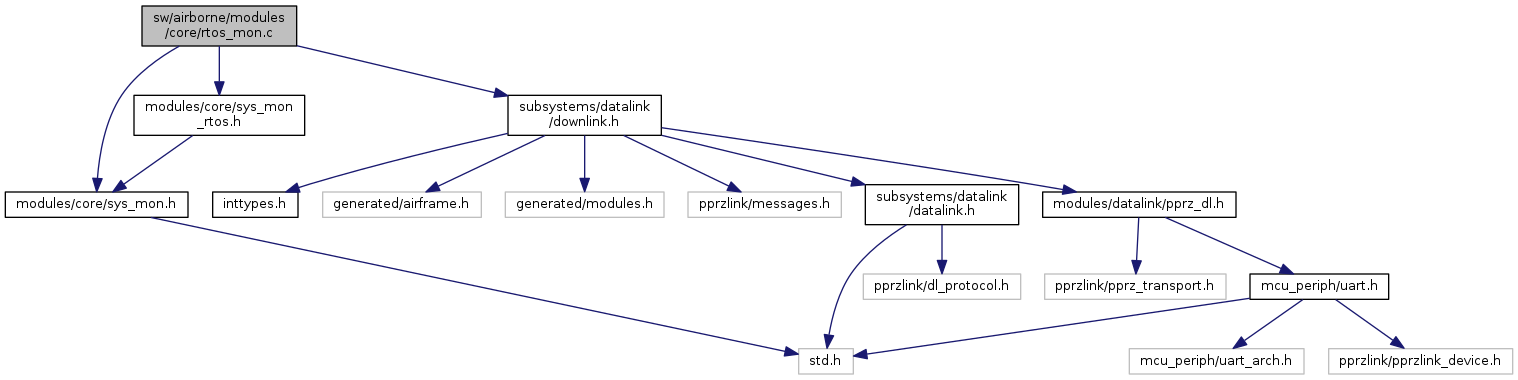 sw/airborne/modules
/core/rtos_mon.c
modules/core/sys_mon
_rtos.h
subsystems/datalink
/downlink.h
modules/core/sys_mon.h
inttypes.h
generated/airframe.h
generated/modules.h
pprzlink/messages.h
subsystems/datalink
/datalink.h
modules/datalink/pprz_dl.h
pprzlink/dl_protocol.h
pprzlink/pprz_transport.h
mcu_periph/uart.h
std.h
mcu_periph/uart_arch.h
pprzlink/pprzlink_device.h